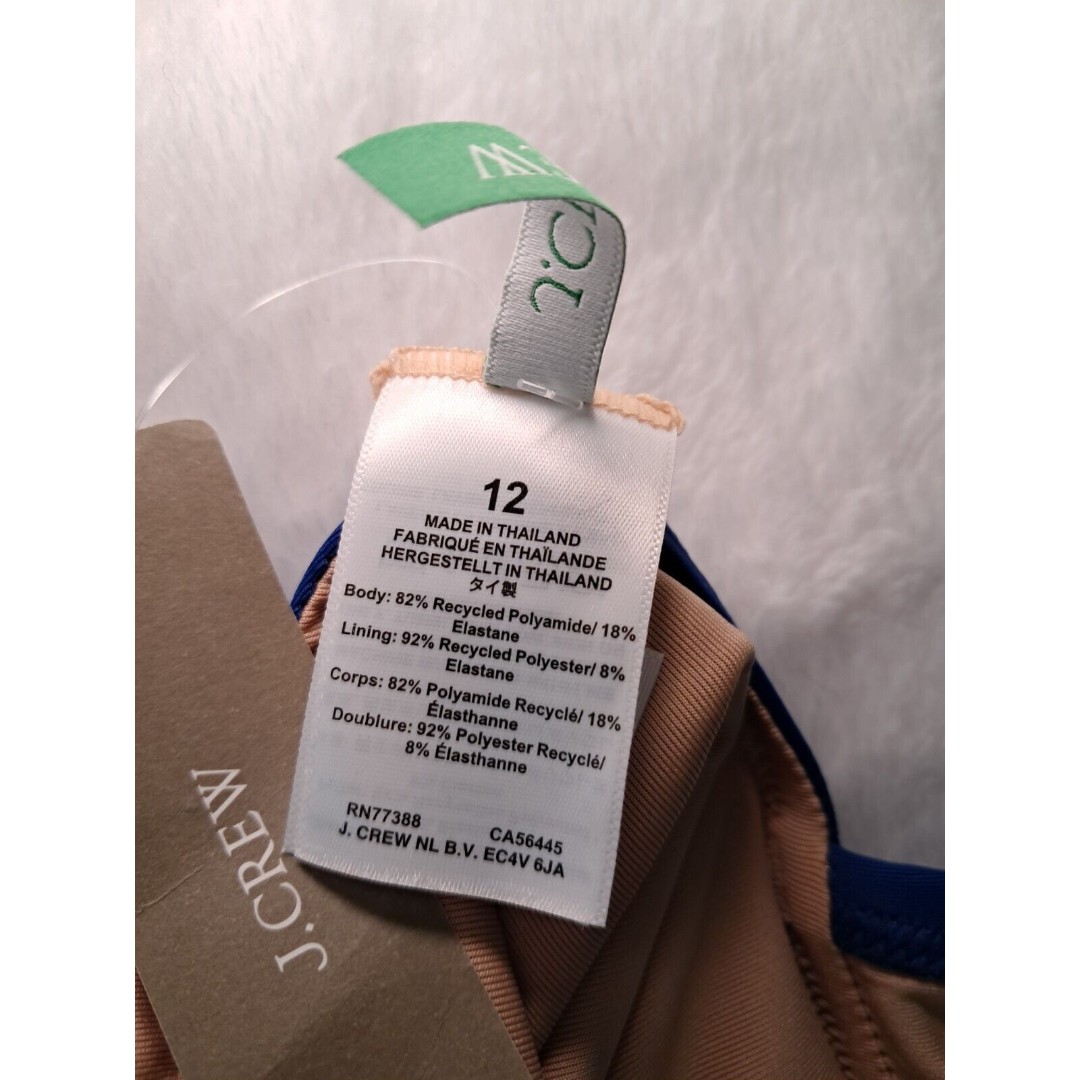 J.C
12
MADE IN THAILAND
FABRIQUÉ EN THAÏLANDE
HERGESTELLT IN THAILAND
タイ製
Body: 82% Recycled Polyamide/ 18%
Elastane
Lining: 92% Recycled Polyester/ 8%
Elastane
Corps: 82% Polyamide Recyclé/ 18%
Élasthanne
Doublure: 92% Polyester Recyclé/
8% Élasthanne
RN77388 CA56445
J. CREW NL B.V. EC4V 6JA
J.CREW